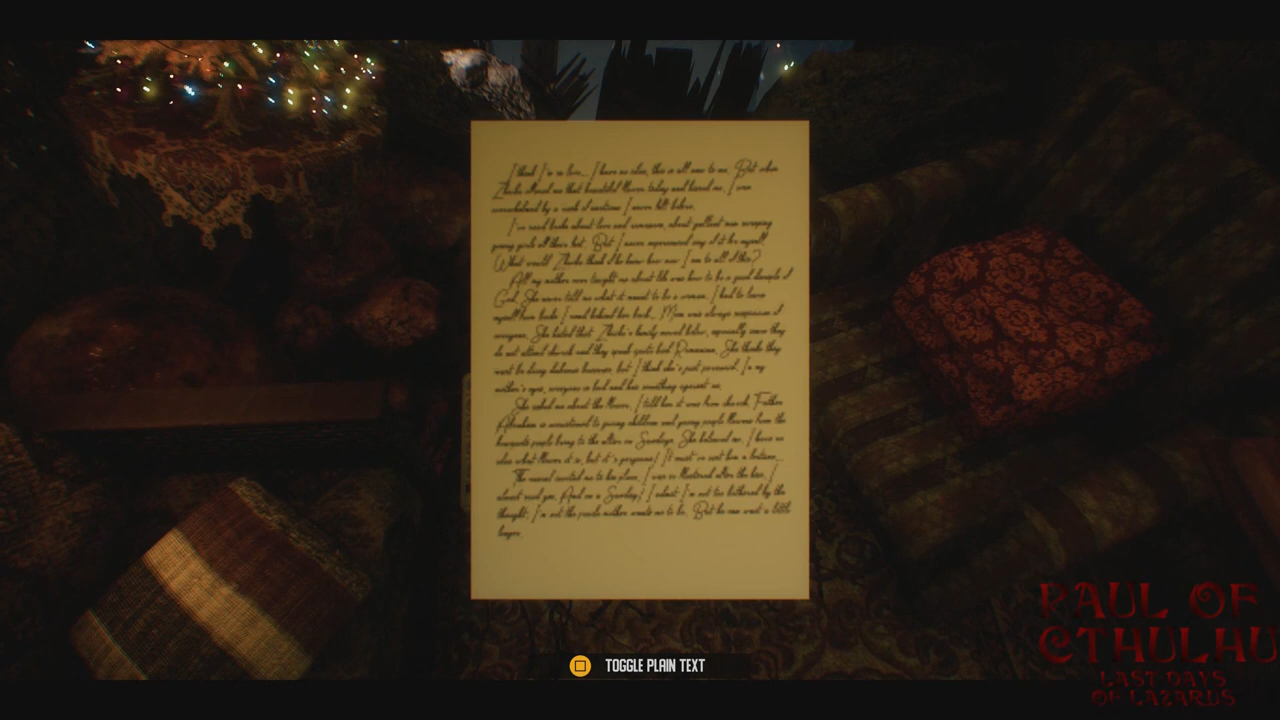 I think I'm in love... I have no idea, this is all new to me. But when
Zhivko offered me that beautiful flower today and kissed me, I was
overwhelmed by a rush of emotions I never felt before.
I've read books about love and romance, about gallant men sweeping
young girls off their feet. But I never experienced any of it for myself.
What would Zhivko think if he knew how new I am to all of this?
All my mother ever taught me about life was how to be a good disciple of
God. She never told me what it meant to be a woman. I had to learn
myself from books I read behind her back... Mom was always suspicious of
everyone. She hated that Zhivko's family moved below, especially since they
do not attend church and they speak quite bad Romanian. She thinks they
might be doing dubious business, but I think she's just paranoid. In my
mother's eyes, everyone is bad and has something against us.
She asked me about the flower. I told her it was from church. Father
Abraham is accustomed to giving children and young people flowers from the
bouquets people bring to the altar on Sundays. She believed me. I have no
idea what flower it is, but it's gorgeous! It must've cost him a fortune...
The rascal invited me to his place. I was so flustered after the kiss, I
almost said yes. And on a Sunday! I admit I'm not too bothered by the
thought; I'm not the prude mother wants me to be. But he can wait a little
longer.
TOGGLE PLAIN TEXT
RAUL OF
CTHULHU
LAST DAYS
OF LAZARUS